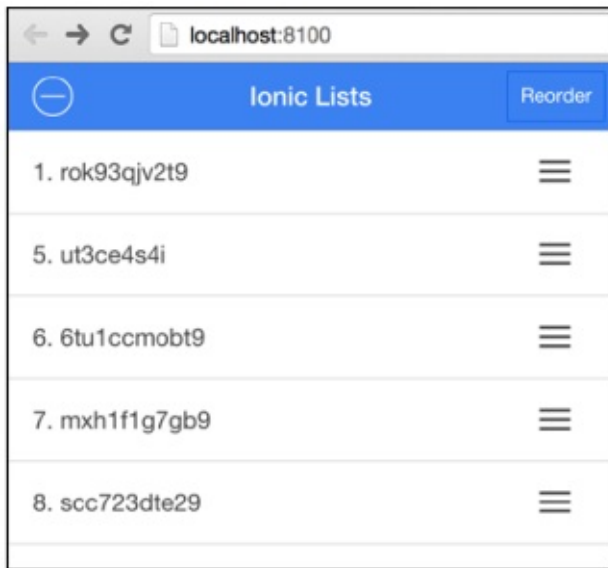 localhost:8100
Ionic Lists Reorder
1. rok93qjv2t9
5. ut3ce4s4i
6. 6tu1ccmobt9
7. mxh1f1g7gb9
8. scc723dte29